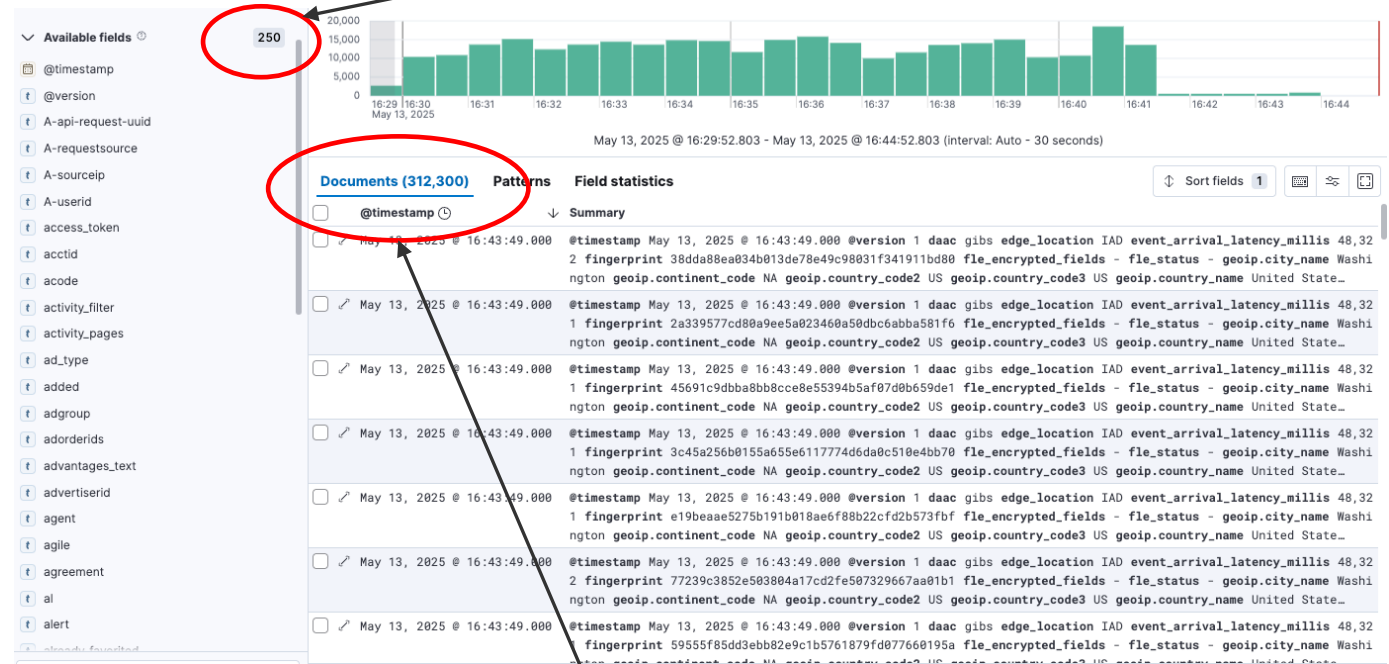 Available fields
250
@timestamp
@version
A-api-request-uuid
A-requestsource
A-sourceip
A-userid
access_token
acctid
acode
activity_filter
activity_pages
ad_type
added
adgroup
adorderids
advantages_text
advertiserid
agent
agile
agreement
al
alert
already_favorited
20,000
15,000
10,000
5,000
0
16:29 16:30 16:31 16:32 16:33 16:34 16:35 16:36 16:37 16:38 16:39 16:40 16:41 16:42 16:43 16:44
May 13, 2025
May 13, 2025 @ 16:29:52.803 - May 13, 2025 @ 16:44:52.803 (interval: Auto - 30 seconds)
Documents (312,300) Patterns Field statistics Sort fields 1
@timestamp Summary
May 13, 2025 @ 16:43:49.000 @timestamp May 13, 2025 @ 16:43:49.000 @version 1 daac gibs edge_location IAD event_arrival_latency_millis 48,32
2 fingerprint 38dda88ea034b013de78e49c98031f341911bd80 fle_encrypted_fields - fle_status - geoip.city_name Washi
ngton geoip.continent_code NA geoip.country_code2 US geoip.country_code3 US geoip.country_name United State…
May 13, 2025 @ 16:43:49.000 @timestamp May 13, 2025 @ 16:43:49.000 @version 1 daac gibs edge_location IAD event_arrival_latency_millis 48,32
1 fingerprint 2a339577cd80a9ee5a023460a50dbc6abba581f6 fle_encrypted_fields - fle_status - geoip.city_name Washi
ngton geoip.continent_code NA geoip.country_code2 US geoip.country_code3 US geoip.country_name United State…
May 13, 2025 @ 16:43:49.000 @timestamp May 13, 2025 @ 16:43:49.000 @version 1 daac gibs edge_location IAD event_arrival_latency_millis 48,32
1 fingerprint 45691c9dbba8bb8cce8e55394b5af07d0b659de1 fle_encrypted_fields - fle_status - geoip.city_name Washi
ngton geoip.continent_code NA geoip.country_code2 US geoip.country_code3 US geoip.country_name United State…
May 13, 2025 @ 16:43:49.000 @timestamp May 13, 2025 @ 16:43:49.000 @version 1 daac gibs edge_location IAD event_arrival_latency_millis 48,32
1 fingerprint 3c45a256b0155a655e6117774d6da0c510e4bb70 fle_encrypted_fields - fle_status - geoip.city_name Washi
ngton geoip.continent_code NA geoip.country_code2 US geoip.country_code3 US geoip.country_name United State…
May 13, 2025 @ 16:43:49.000 @timestamp May 13, 2025 @ 16:43:49.000 @version 1 daac gibs edge_location IAD event_arrival_latency_millis 48,32
1 fingerprint e19beaae5275b191b018ae6f88b22cfd2b573fbf fle_encrypted_fields - fle_status - geoip.city_name Washi
ngton geoip.continent_code NA geoip.country_code2 US geoip.country_code3 US geoip.country_name United State…
May 13, 2025 @ 16:43:49.000 @timestamp May 13, 2025 @ 16:43:49.000 @version 1 daac gibs edge_location IAD event_arrival_latency_millis 48,32
2 fingerprint 77239c3852e503804a17cd2fe507329667aa01b1 fle_encrypted_fields - fle_status - geoip.city_name Washi
ngton geoip.continent_code NA geoip.country_code2 US geoip.country_code3 US geoip.country_name United State…
May 13, 2025 @ 16:43:49.000 @timestamp May 13, 2025 @ 16:43:49.000 @version 1 daac gibs edge_location IAD event_arrival_latency_millis 48,32
fingerprint 59555f85dd3ebb82e9c1b5761879fd077660195a fle_encrypted_fields - fle_status - geoip.city_name Washi